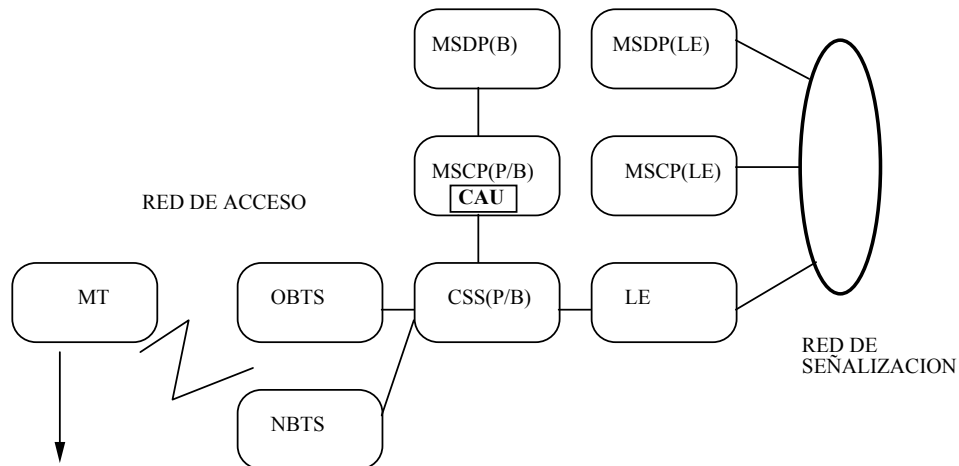 MSDP(B)
MSDP(LE)
MSCP(P/B)
CAU
MSCP(LE)
RED DE ACCESO
MT
OBTS
CSS(P/B)
LE
RED DE
SEÑALIZACION
NBTS